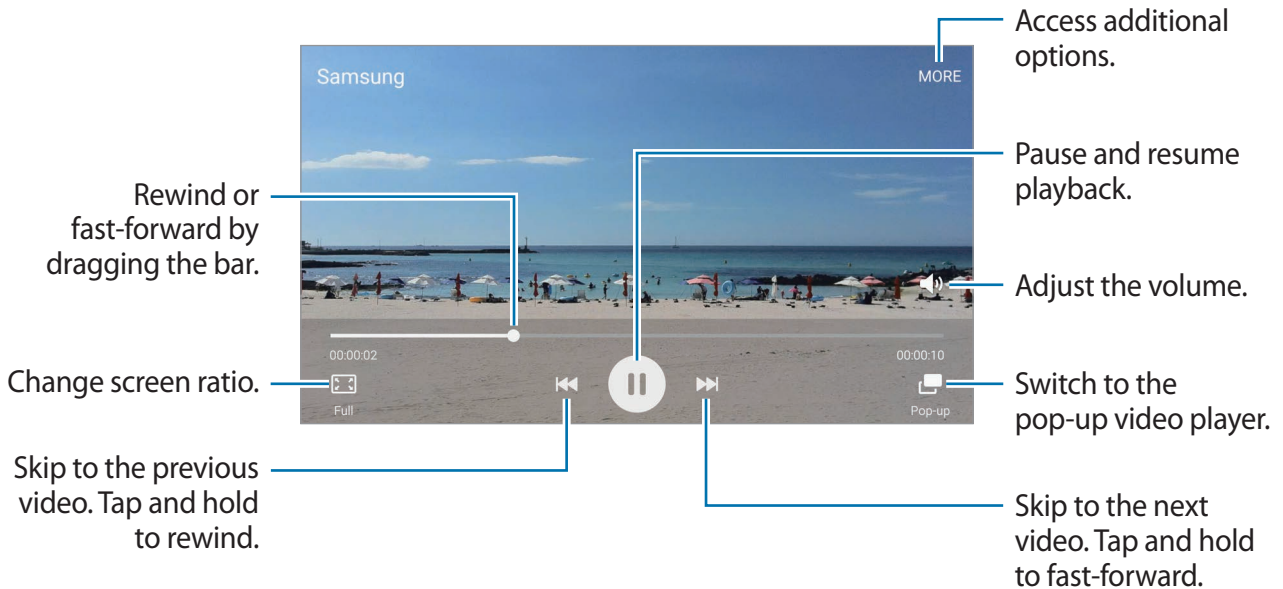 Access additional
options.
Samsung
MORE
Pause and resume
playback.
Rewind or
fast-forward by
dragging the bar.
Adjust the volume.
00:00:02
00:00:10
Change screen ratio.
Full
Pop-up
Switch to the
pop-up video player.
Skip to the previous
video. Tap and hold
to rewind.
Skip to the next
video. Tap and hold
to fast-forward.